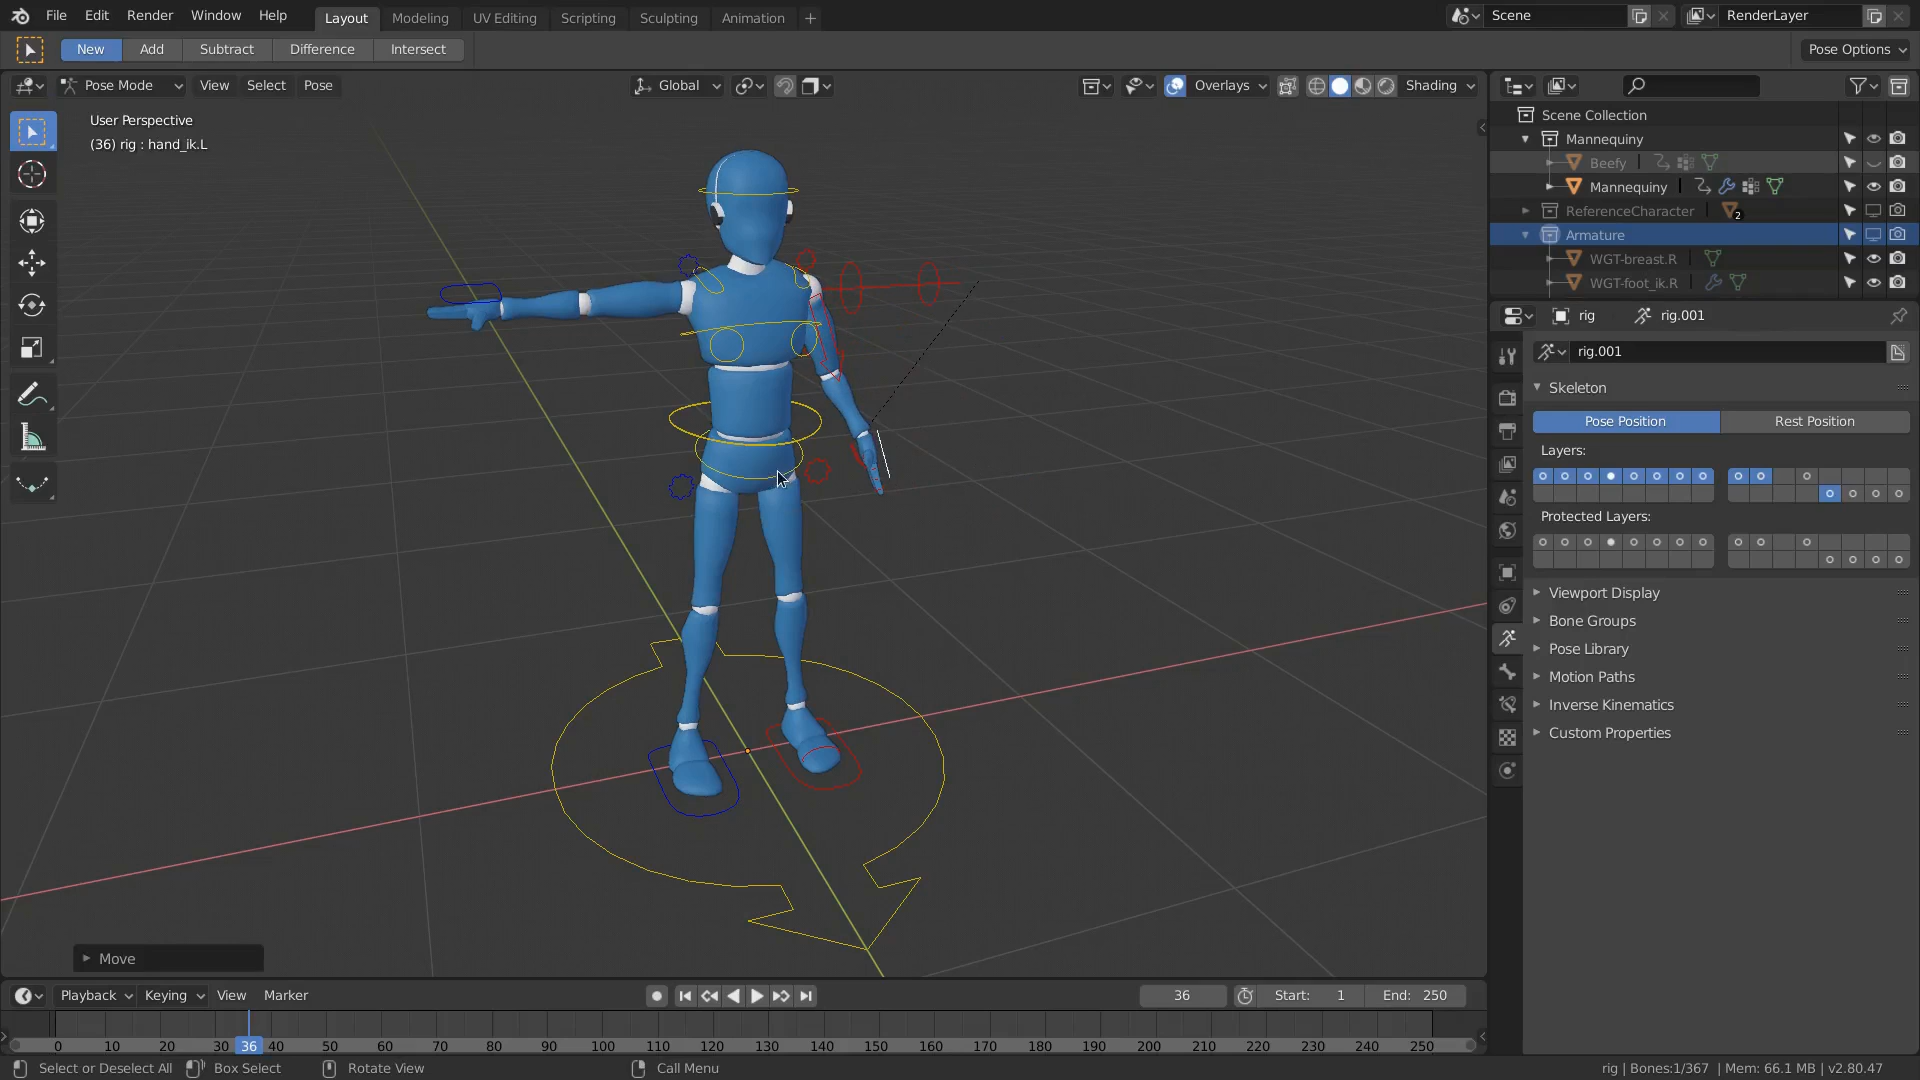 File Edit Render Window Help Layout Modeling UV Editing Scripting Sculpting Animation + Scene RenderLayer
New Add Subtract Difference Intersect Pose Options
Pose Mode View Select Pose Global Overlays Shading
User Perspective
(36) rig : hand_ik.L
Scene Collection
Mannequiny
Beefy
Mannequiny
ReferenceCharacter 2
Armature
WGT-breast.R
WGT-foot_ik.R
rig rig.001
rig.001
Skeleton
Pose Position Rest Position
Layers:
Protected Layers:
Viewport Display
Bone Groups
Pose Library
Motion Paths
Inverse Kinematics
Custom Properties
Move
Playback Keying View Marker 36 Start: 1 End: 250
0 10 20 30 36 40 50 60 70 80 90 100 110 120 130 140 150 160 170 180 190 200 210 220 230 240 250
Select or Deselect All Box Select Rotate View Call Menu rig | Bones:1/367 | Mem: 66.1 MB | v2.80.47